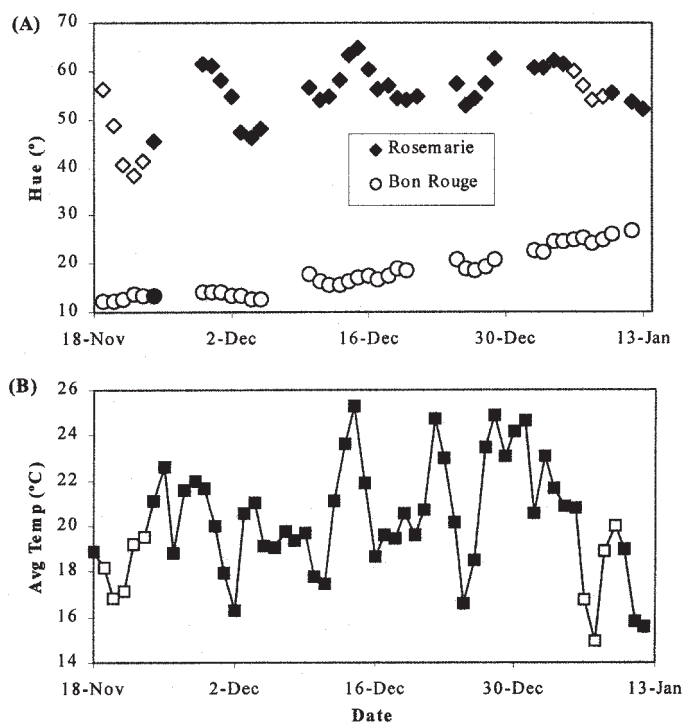 (A)
70
60
50
40
30
20
10
Hue (º)
Rosemarie
Bon Rouge
18-Nov 2-Dec 16-Dec 30-Dec 13-Jan
(B)
26
24
22
20
18
16
14
Avg Temp (ºC)
18-Nov 2-Dec 16-Dec 30-Dec 13-Jan
Date